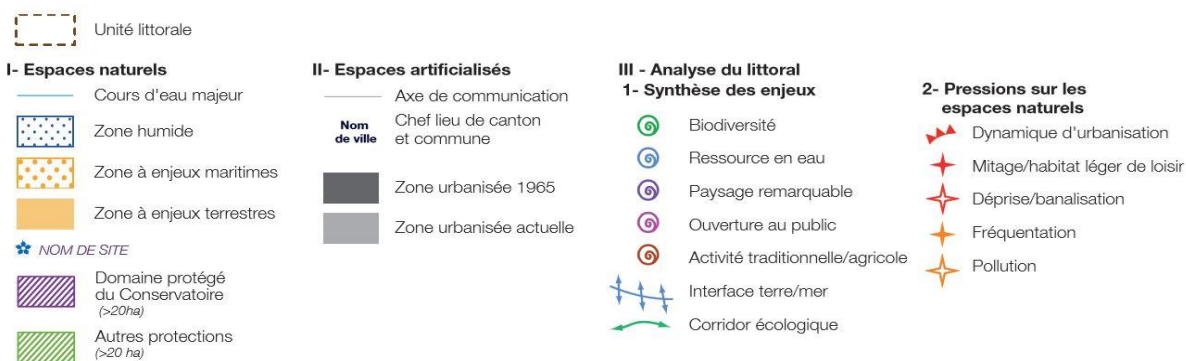 Unité littorale
I- Espaces naturels
Cours d'eau majeur
Zone humide
Zone à enjeux maritimes
Zone à enjeux terrestres
NOM DE SITE
Domaine protégé
du Conservatoire
(>20ha)
Autres protections
(>20 ha)
II- Espaces artificialisés
Axe de communication
Nom
de ville
Chef lieu de canton
et commune
Zone urbanisée 1965
Zone urbanisée actuelle
III - Analyse du littoral
1- Synthèse des enjeux
Biodiversité
Ressource en eau
Paysage remarquable
Ouverture au public
Activité traditionnelle/agricole
Interface terre/mer
Corridor écologique
2- Pressions sur les
espaces naturels
Dynamique d'urbanisation
Mitage/habitat léger de loisir
Déprise/banalisation
Fréquentation
Pollution